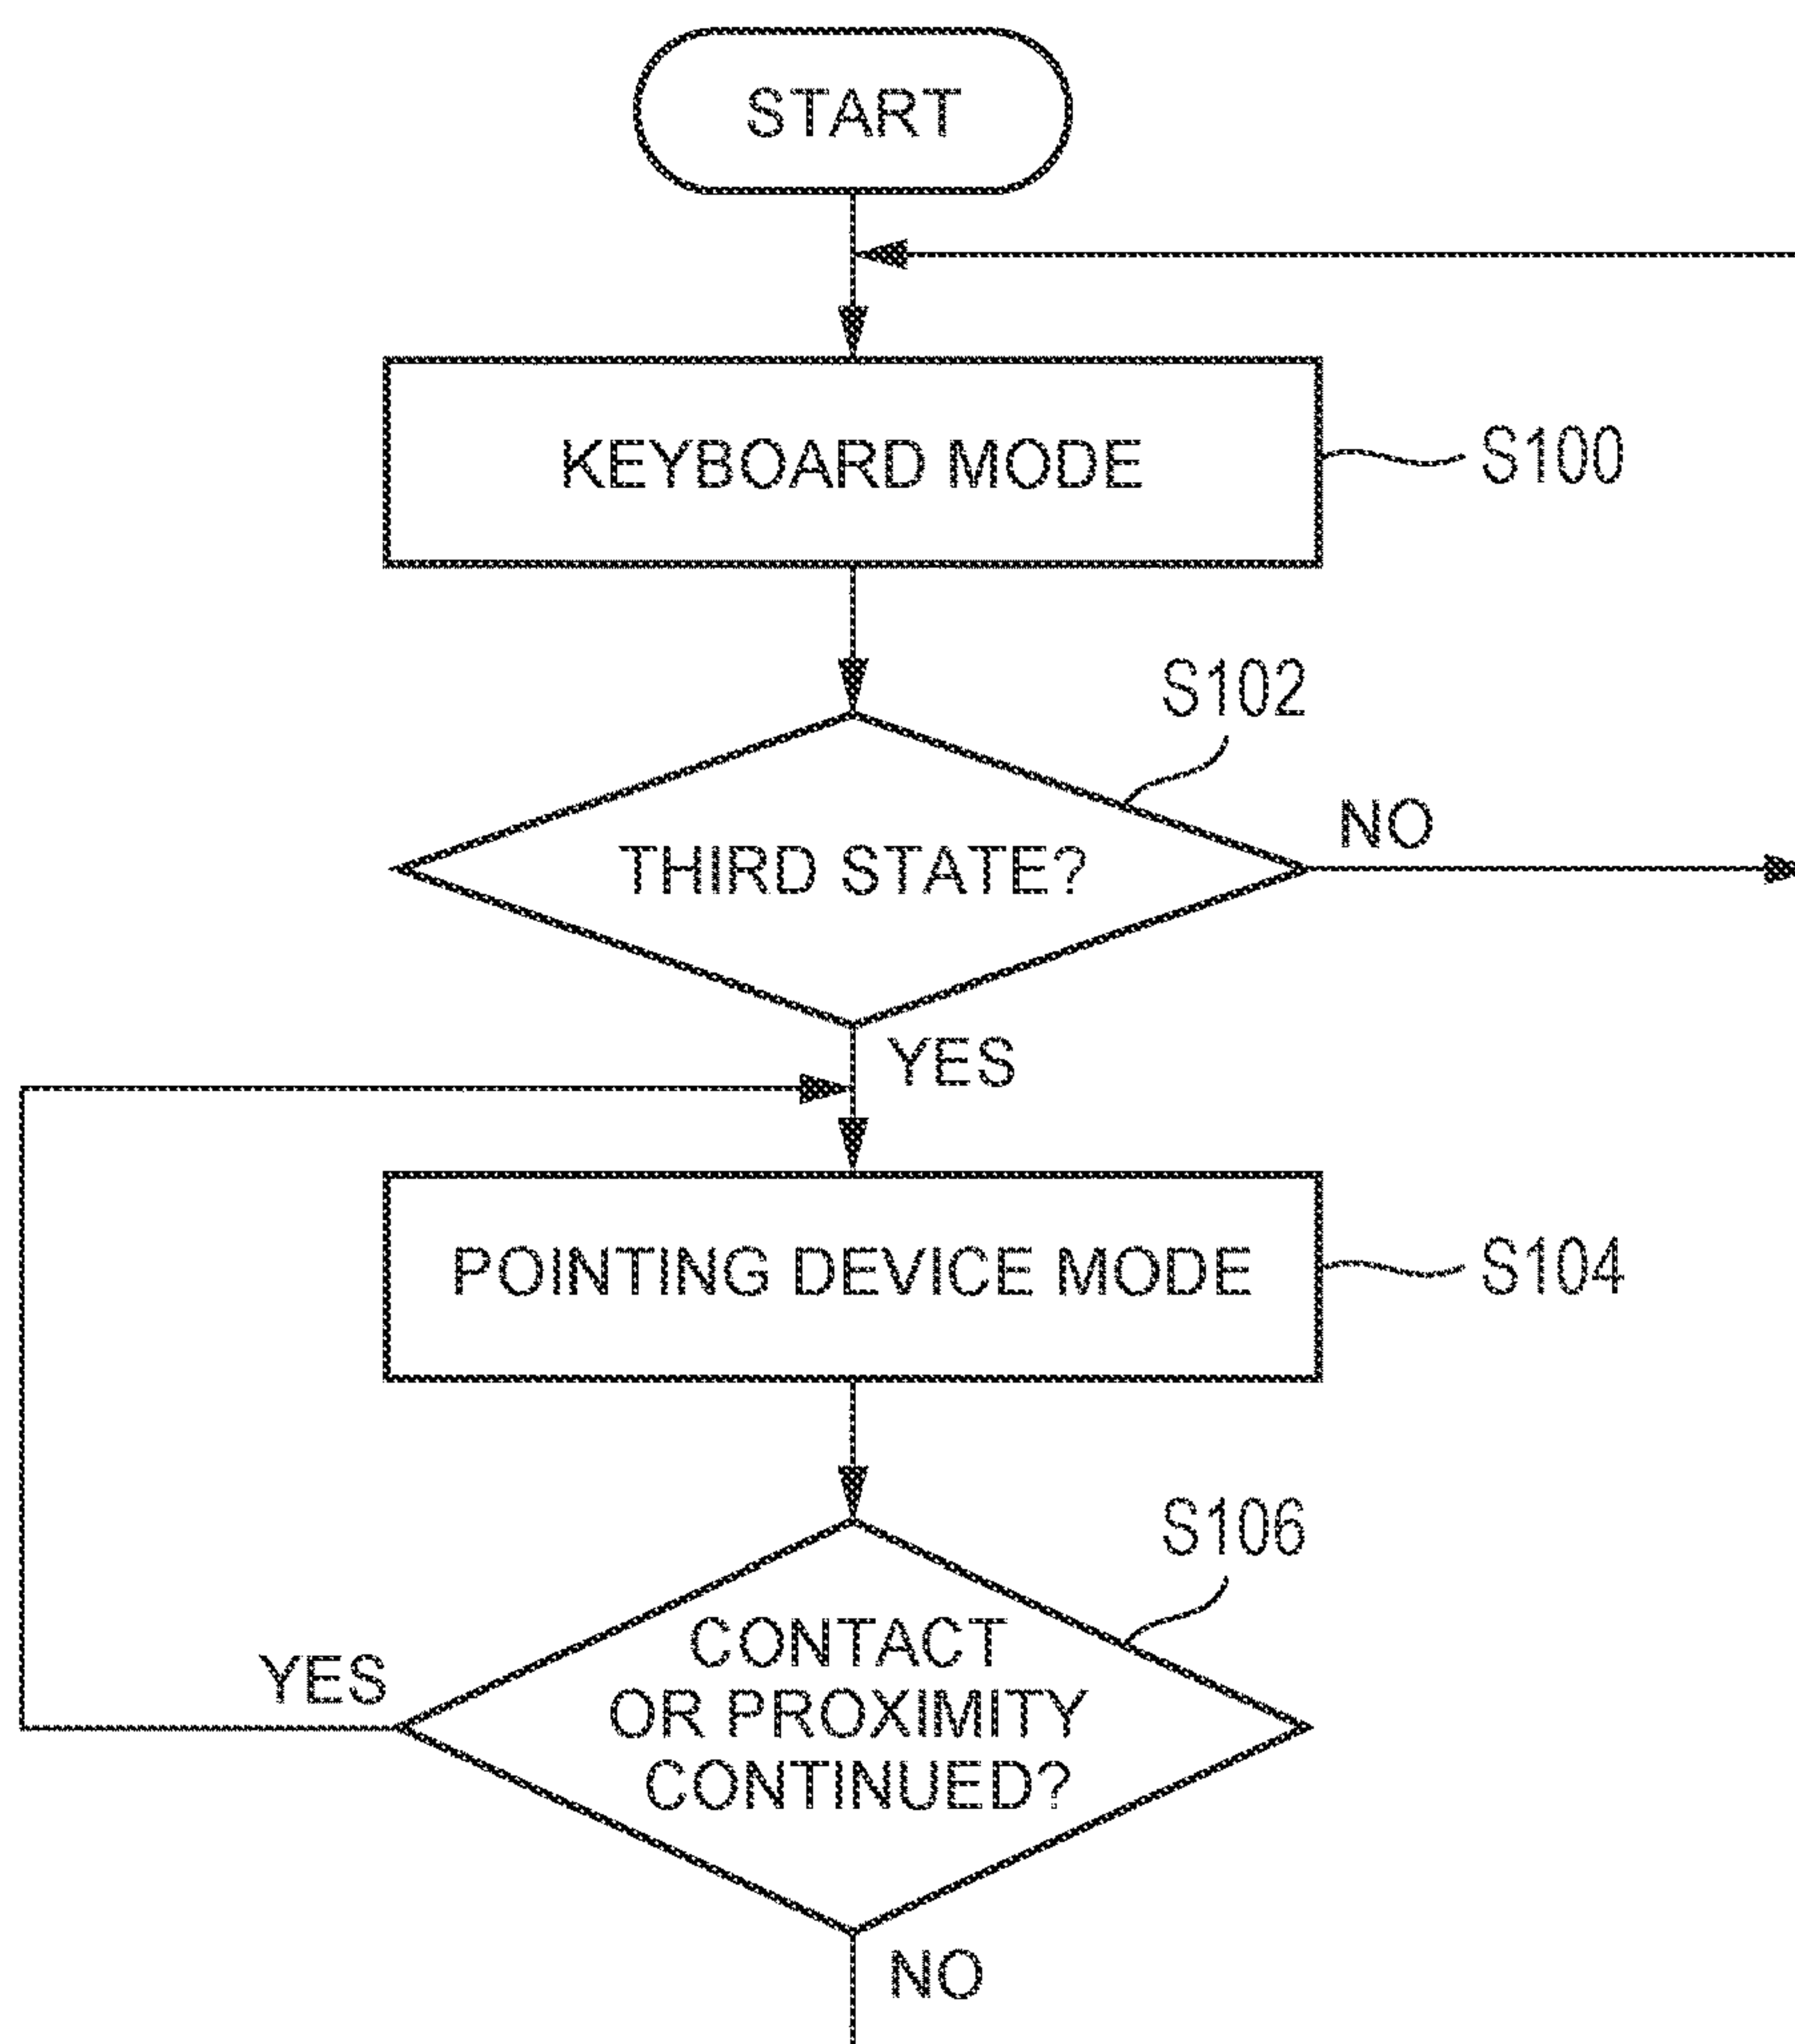 START
KEYBOARD MODE
S100
S102
THIRD STATE?
NO
YES
POINTING DEVICE MODE
S104
S106
CONTACT
OR PROXIMITY
CONTINUED?
YES
NO